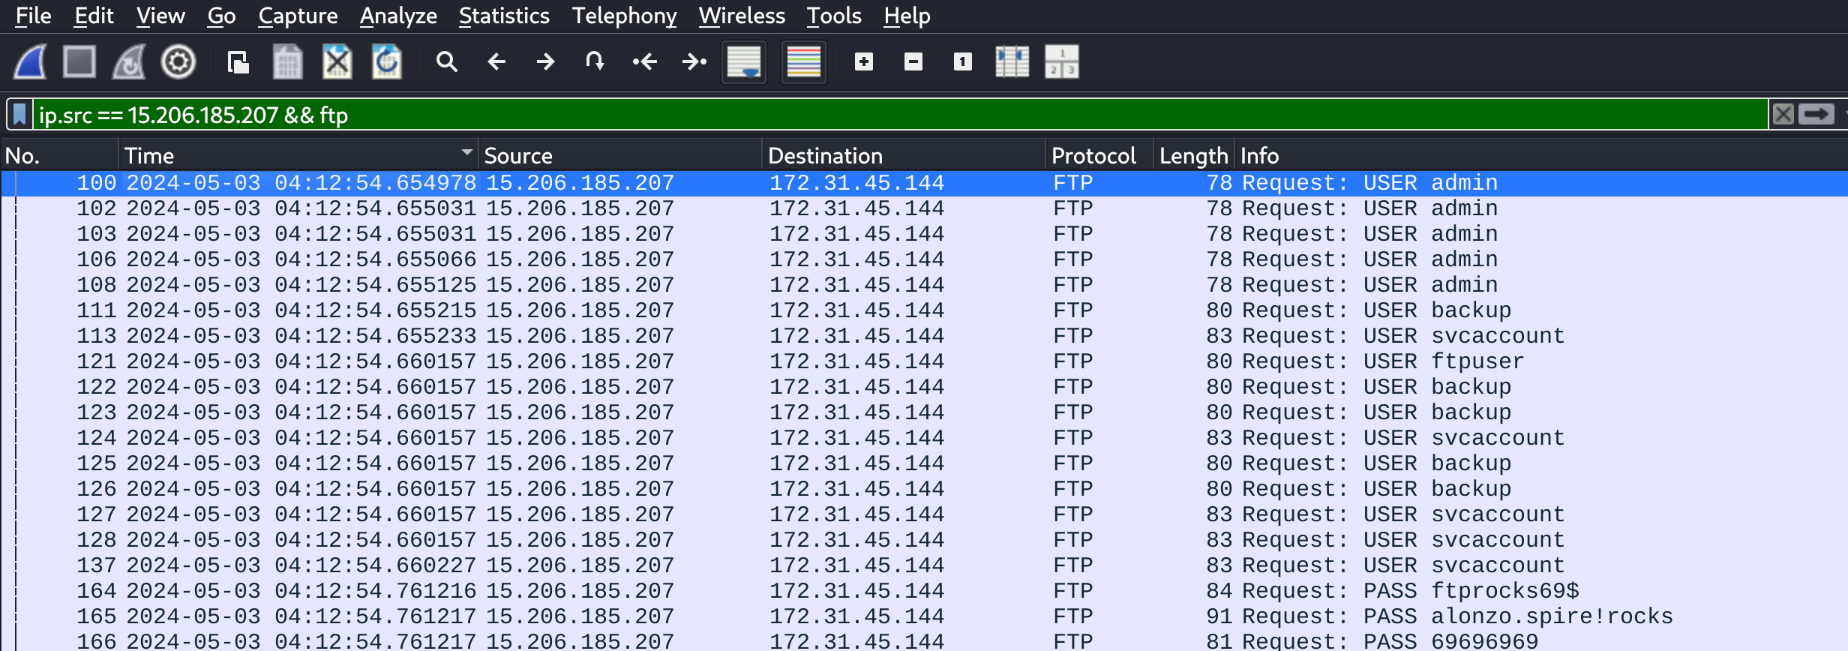 File Edit View Go Capture Analyze Statistics Telephony Wireless Tools Help
ip.src == 15.206.185.207 && ftp
No. Time Source Destination Protocol Length Info
100 2024-05-03 04:12:54.654978 15.206.185.207 172.31.45.144 FTP 78 Request: USER admin
102 2024-05-03 04:12:54.655031 15.206.185.207 172.31.45.144 FTP 78 Request: USER admin
103 2024-05-03 04:12:54.655031 15.206.185.207 172.31.45.144 FTP 78 Request: USER admin
106 2024-05-03 04:12:54.655066 15.206.185.207 172.31.45.144 FTP 78 Request: USER admin
108 2024-05-03 04:12:54.655125 15.206.185.207 172.31.45.144 FTP 78 Request: USER admin
111 2024-05-03 04:12:54.655215 15.206.185.207 172.31.45.144 FTP 80 Request: USER backup
113 2024-05-03 04:12:54.655233 15.206.185.207 172.31.45.144 FTP 83 Request: USER svcaccount
121 2024-05-03 04:12:54.660157 15.206.185.207 172.31.45.144 FTP 80 Request: USER ftpuser
122 2024-05-03 04:12:54.660157 15.206.185.207 172.31.45.144 FTP 80 Request: USER backup
123 2024-05-03 04:12:54.660157 15.206.185.207 172.31.45.144 FTP 80 Request: USER backup
124 2024-05-03 04:12:54.660157 15.206.185.207 172.31.45.144 FTP 83 Request: USER svcaccount
125 2024-05-03 04:12:54.660157 15.206.185.207 172.31.45.144 FTP 80 Request: USER backup
126 2024-05-03 04:12:54.660157 15.206.185.207 172.31.45.144 FTP 80 Request: USER backup
127 2024-05-03 04:12:54.660157 15.206.185.207 172.31.45.144 FTP 83 Request: USER svcaccount
128 2024-05-03 04:12:54.660157 15.206.185.207 172.31.45.144 FTP 83 Request: USER svcaccount
137 2024-05-03 04:12:54.660227 15.206.185.207 172.31.45.144 FTP 83 Request: USER svcaccount
164 2024-05-03 04:12:54.761216 15.206.185.207 172.31.45.144 FTP 84 Request: PASS ftprocks69$
165 2024-05-03 04:12:54.761217 15.206.185.207 172.31.45.144 FTP 91 Request: PASS alonzo.spire!rocks
166 2024-05-03 04:12:54.761217 15.206.185.207 172.31.45.144 FTP 81 Request: PASS 69696969